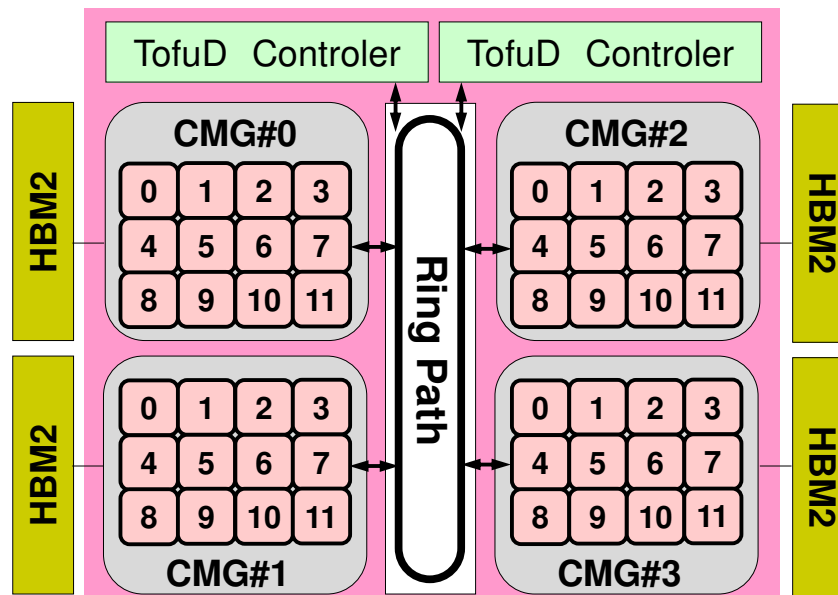 TofuD Controler
TofuD Controler
HBM2
CMG#0
0 1 2 3
4 5 6 7
8 9 10 11
Ring Path
CMG#2
0 1 2 3
4 5 6 7
8 9 10 11
HBM2
HBM2
0 1 2 3
4 5 6 7
8 9 10 11
CMG#1
0 1 2 3
4 5 6 7
8 9 10 11
CMG#3
HBM2